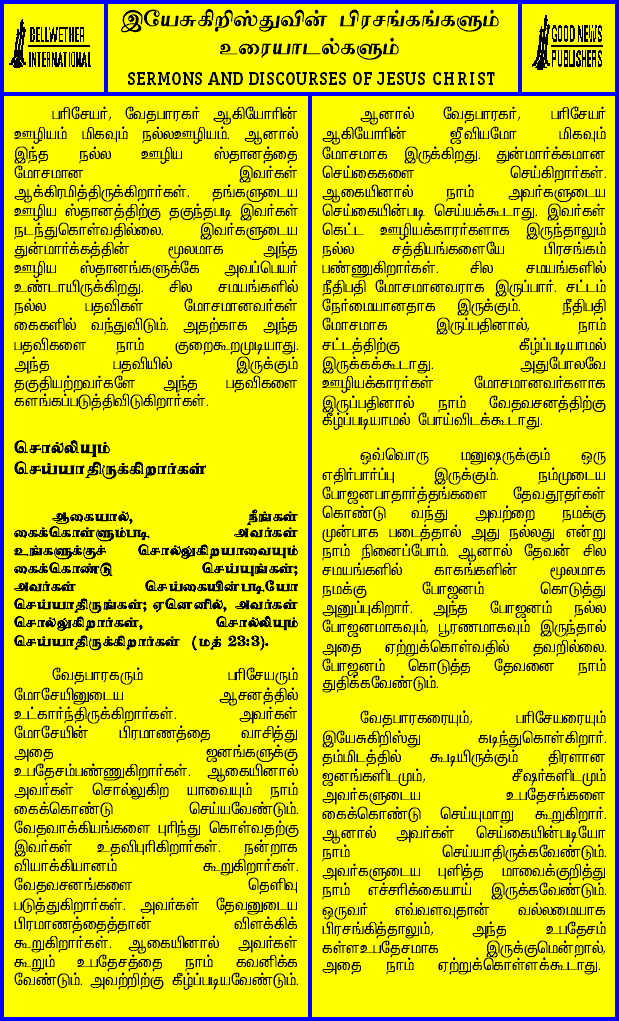 BELLWETHER
INTERNATIONAL
இயேசுகிறிஸ்துவின் பிரசங்கங்களும்
உரையாடல்களும்
SERMONS AND DISCOURSES OF JESUS CHRIST
GOOD NEWS
PUBLISHERS
பரிசேயர், வேதபாரகர் ஆகியோரின்
ஊழியம் மிகவும் நல்லஊழியம். ஆனால்
இந்த நல்ல ஊழிய ஸ்தானத்தை
மோசமான இவர்கள்
ஆக்கிரமித்திருக்கிறார்கள். தங்களுடைய
ஊழிய ஸ்தானத்திற்கு தகுந்தபடி இவர்கள்
நடந்துகொள்வதில்லை. இவர்களுடைய
துன்மார்க்கத்தின் மூலமாக அந்த
ஊழிய ஸ்தானங்களுக்கே அவப்பெயர்
உண்டாயிருக்கிறது. சில சமயங்களில்
நல்ல பதவிகள் மோசமானவர்கள்
கைகளில் வந்துவிடும். அதற்காக அந்த
பதவிகளை நாம் குறைகூறமுடியாது.
அந்த பதவியில் இருக்கும்
தகுதியற்றவர்களே அந்த பதவிகளை
களங்கப்படுத்திவிடுகிறார்கள்.
சொல்லியும்
செய்யாதிருக்கிறார்கள்
ஆகையால், நீங்கள்
கைக்கொள்ளும்படி அவர்கள்
உங்களுக்குச் சொல்லுகிறயாவையும்
கைக்கொண்டு செய்யுங்கள்;
அவர்கள் செய்கையின்படியோ
செய்யாதிருங்கள்; ஏனெனில், அவர்கள்
சொல்லுகிறார்கள், சொல்லியும்
செய்யாதிருக்கிறார்கள் (மத் 23:3).
வேதபாரகரும் பரிசேயரும்
மோசேயினுடைய ஆசனத்தில்
உட்கார்ந்திருக்கிறார்கள். அவர்கள்
மோசேயின் பிரமாணத்தை வாசித்து
அதை ஜனங்களுக்கு
உபதேசம்பண்ணுகிறார்கள். ஆகையினால்
அவர்கள் சொல்லுகிற யாவையும் நாம்
கைக்கொண்டு செய்யவேண்டும்.
வேதவாக்கியங்களை புரிந்து கொள்வதற்கு
இவர்கள் உதவிபுரிகிறார்கள். நன்றாக
வியாக்கியானம் கூறுகிறார்கள்.
வேதவசனங்களை தெளிவு
படுத்துகிறார்கள். அவர்கள் தேவனுடைய
பிரமாணத்தைத்தான் விளக்கிக்
கூறுகிறார்கள். ஆகையினால் அவர்கள்
கூறும் உபதேசத்தை நாம் கவனிக்க
வேண்டும். அவற்றிற்கு கீழ்ப்படியவேண்டும்.
ஆனால் வேதபாரகர், பரிசேயர்
ஆகியோரின் ஜீவியமோ மிகவும்
மோசமாக இருக்கிறது. துன்மார்க்கமான
செய்கைகளை செய்கிறார்கள்.
ஆகையினால் நாம் அவர்களுடைய
செய்கையின்படி செய்யக்கூடாது. இவர்கள்
கெட்ட ஊழியக்காரர்களாக இருந்தாலும்
நல்ல சத்தியங்களையே பிரசங்கம்
பண்ணுகிறார்கள். சில சமயங்களில்
நீதிபதி மோசமானவராக இருப்பார். சட்டம்
நேர்மையானதாக இருக்கும். நீதிபதி
மோசமாக இருப்பதினால், நாம்
சட்டத்திற்கு கீழ்ப்படியாமல்
இருக்கக்கூடாது. அதுபோலவே
ஊழியக்காரர்கள் மோசமானவர்களாக
இருப்பதினால் நாம் வேதவசனத்திற்கு
கீழ்ப்படியாமல் போய்விடக்கூடாது.
ஒவ்வொரு மனுஷருக்கும் ஒரு
எதிர்பார்ப்பு இருக்கும். நம்முடைய
போஜனபாதார்த்தங்களை தேவதூதர்கள்
கொண்டு வந்து அவற்றை நமக்கு
முன்பாக படைத்தால் அது நல்லது என்று
நாம் நினைப்போம். ஆனால் தேவன் சில
சமயங்களில் காகங்களின் மூலமாக
நமக்கு போஜனம் கொடுத்து
அனுப்புகிறார். அந்த போஜனம் நல்ல
போஜனமாகவும், பூரணமாகவும் இருந்தால்
அதை ஏற்றுக்கொள்வதில் தவறில்லை.
போஜனம் கொடுத்த தேவனை நாம்
துதிக்கவேண்டும்.
வேதபாரகரையும், பரிசேயரையும்
இயேசுகிறிஸ்து கடிந்துகொள்கிறார்.
தம்மிடத்தில் கூடியிருக்கும் திரளான
ஜனங்களிடமும், சீஷர்களிடமும்
அவர்களுடைய உபதேசங்களை
கைக்கொண்டு செய்யுமாறு கூறுகிறார்.
ஆனால் அவர்கள் செய்கையின்படியோ
நாம் செய்யாதிருக்கவேண்டும்.
அவர்களுடைய புளித்த மாவைக்குறித்து
நாம் எச்சரிக்கையாய் இருக்கவேண்டும்.
ஒருவர் எவ்வளவுதான் வல்லமையாக
பிரசங்கித்தாலும், அந்த உபதேசம்
கள்ளஉபதேசமாக இருக்குமென்றால்,
அதை நாம் ஏற்றுக்கொள்ளக்கூடாது.